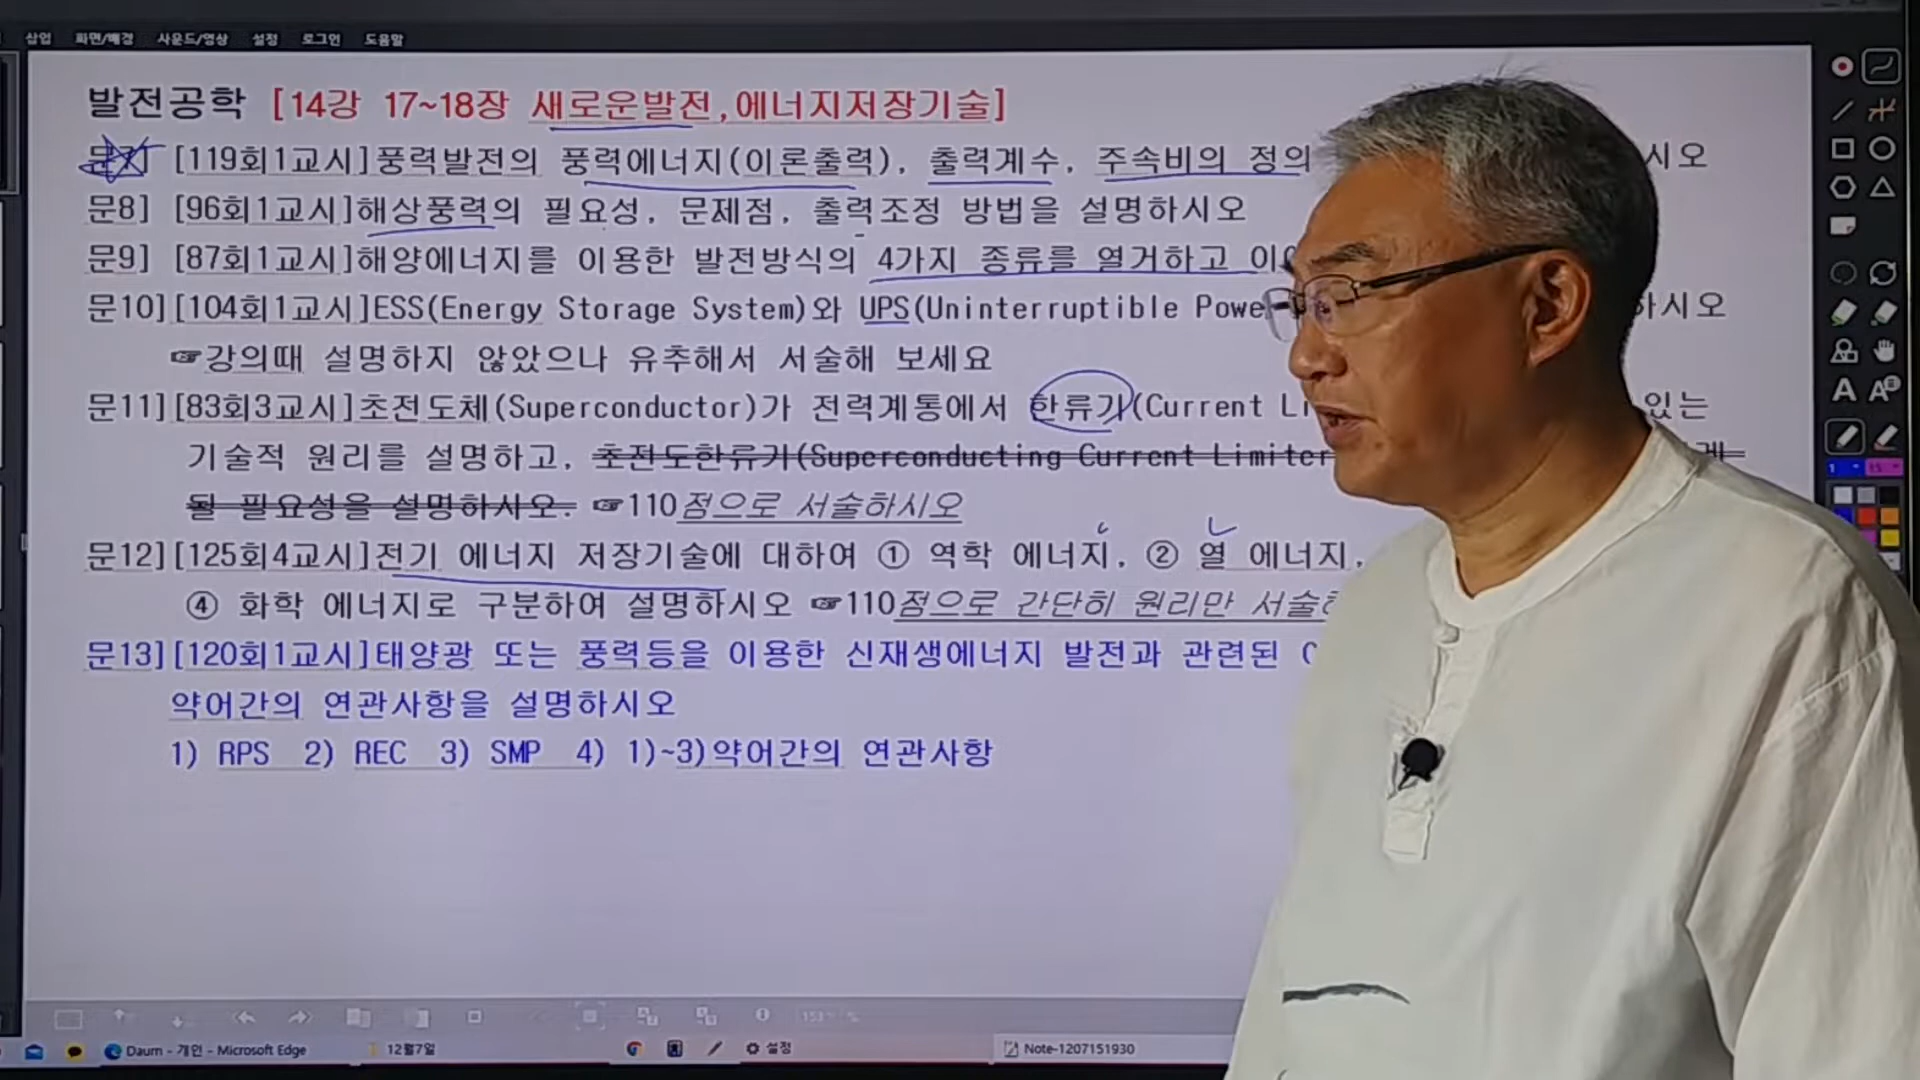 삽입 화면/배경 사운드/영상 설정 로그인 도움말
발전공학 [14강 17~18장 새로운발전,에너지저장기술]
[119회1교시]풍력발전의 풍력에너지(이론출력), 출력계수, 주속비의 정의 시오
문8] [96회1교시]해상풍력의 필요성, 문제점, 출력조정 방법을 설명하시오
문9] [87회1교시]해양에너지를 이용한 발전방식의 4가지 종류를 열거하고
문10][104회1교시]ESS(Energy Storage System)와 UPS(Uninterruptible Powe 하시오
☞강의때 설명하지 않았으나 유추해서 서술해 보세요
문11][83회3교시]초전도체(Superconductor)가 전력계통에서 한류기(Current Li 있는
기술적 원리를 설명하고, 초전도한류기(Superconducting Current Limiter 게
될 필요성을 설명하시오. ☞110점으로 서술하시오
문12][125회4교시]전기 에너지 저장기술에 대하여 ① 역학 에너지, ② 열 에너지,
④ 화학 에너지로 구분하여 설명하시오 ☞110점으로 간단히 원리만 서술
문13][120회1교시]태양광 또는 풍력등을 이용한 신재생에너지 발전과 관련된
약어간의 연관사항을 설명하시오
1) RPS 2) REC 3) SMP 4) 1)~3)약어간의 연관사항
153 %
Daum - 개인 - Microsoft Edge 12월7일 설정 Note-1207151930